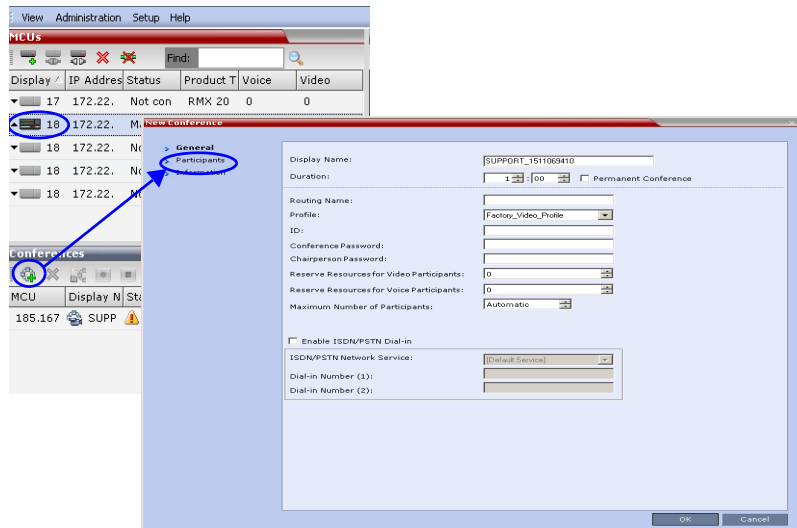 View Administration Setup Help
MCUs
Find:
Display IP Addres Status Product T Voice Video
17 172.22. Not con RMX 20 0 0
18 172.22. M
18 172.22. No
18 172.22.
18 172.22.
Conferences
MCU Display N Sta
185.167 SUPP
New Conference
General
Participants
Information
Display Name: SUPPORT_1511069410
Duration: 1 : 00 Permanent Conference
Routing Name:
Profile: Factory_Video_Profile
ID:
Conference Password:
Chairperson Password:
Reserve Resources for Video Participants: 0
Reserve Resources for Voice Participants: 0
Maximum Number of Participants: Automatic
Enable ISDN/PSTN Dial-in
ISDN/PSTN Network Service: [Default Service]
Dial-in Number (1):
Dial-in Number (2):
OK Cancel